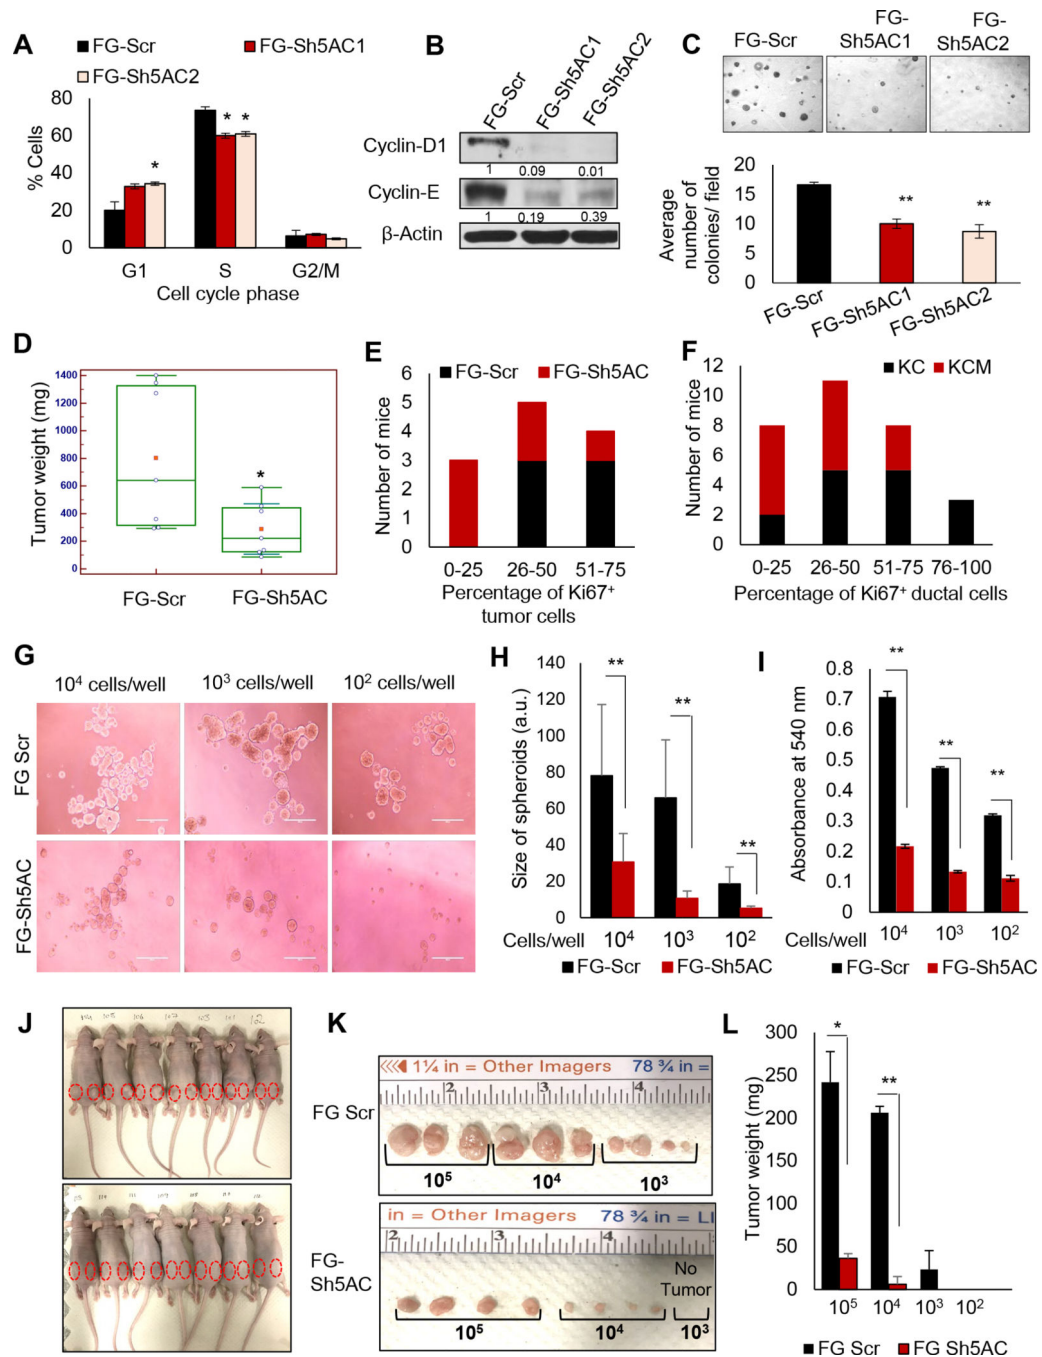 A
FG-Scr
FG-Sh5AC1
FG-Sh5AC2
% Cells
80
60
40
20
0
*
* *
G1 S G2/M
Cell cycle phase
B
FG-Scr
FG-Sh5AC1
FG-Sh5AC2
Cyclin-D1
1 0.09 0.01
Cyclin-E
1 0.19 0.39
β-Actin
C
FG-Scr
FG-Sh5AC1
FG-Sh5AC2
Average number of colonies/ field
20
15
10
5
0
** **
FG-Scr FG-Sh5AC1 FG-Sh5AC2
D
Tumor weight (mg)
1400
1200
1000
800
600
400
200
0
*
FG-Scr FG-Sh5AC
E
FG-Scr FG-Sh5AC
Number of mice
6
5
4
3
2
1
0
0-25 26-50 51-75
Percentage of Ki67⁺
tumor cells
F
KC
KCM
Number of mice
12
10
8
6
4
2
0
0-25 26-50 51-75 76-100
Percentage of Ki67⁺ ductal cells
G
10⁴ cells/well 10³ cells/well 10² cells/well
FG Scr
FG-Sh5AC
H
Size of spheroids (a.u.)
140
120
100
80
60
40
20
0
** ** **
Cells/well 10⁴ 10³ 10²
FG-Scr FG-Sh5AC
I
Absorbance at 540 nm
0.8
0.7
0.6
0.5
0.4
0.3
0.2
0.1
0
** ** **
Cells/well 10⁴ 10³ 10²
FG-Scr FG-Sh5AC
J
K
FG Scr
1¼ in = Other Imagers 78 ¾ in =
2 3 4
10⁵ 10⁴ 10³
FG-
Sh5AC
in = Other Imagers 78 ¾ in = LI
2 3 4
No
Tumor
10⁵ 10⁴ 10³
L
Tumor weight (mg)
300
250
200
150
100
50
0
* **
10⁵ 10⁴ 10³ 10²
FG Scr FG Sh5AC